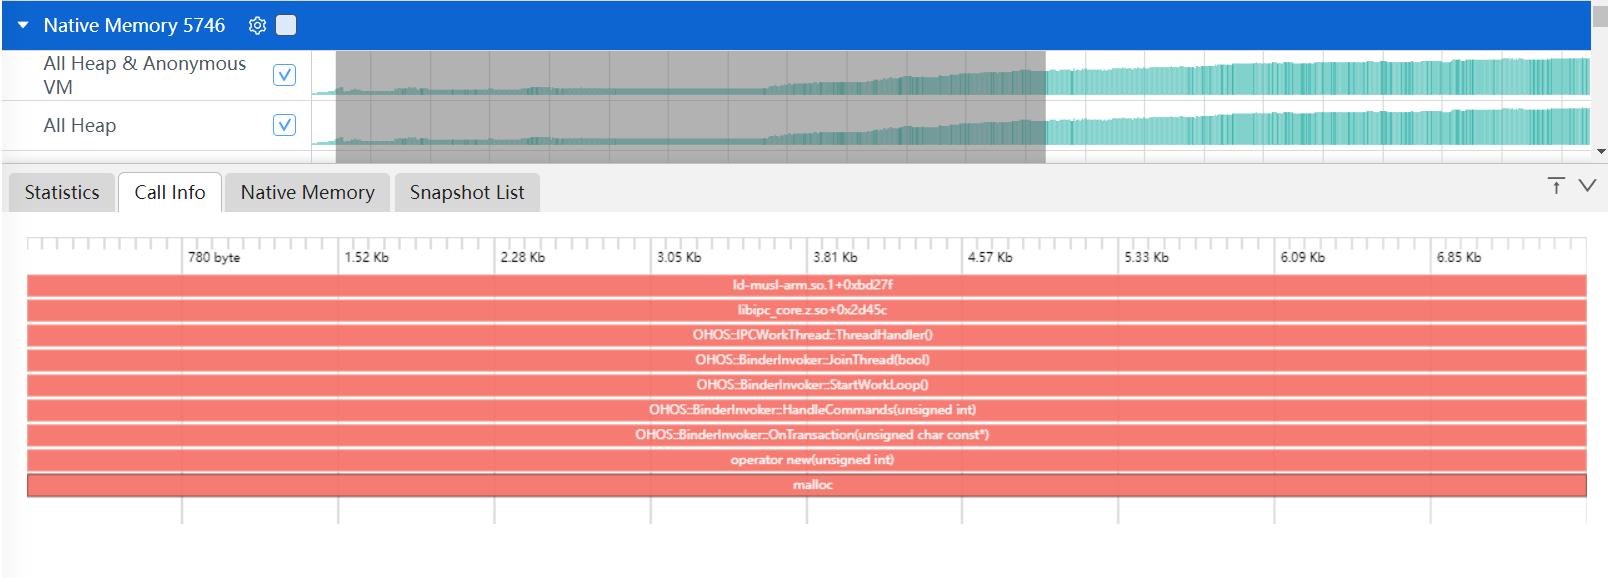 Native Memory 5746
All Heap & Anonymous
VM
All Heap
Statistics Call Info Native Memory Snapshot List
780 byte 1.52 Kb 2.28 Kb 3.05 Kb 3.81 Kb 4.57 Kb 5.33 Kb 6.09 Kb 6.85 Kb
ld-musl-arm.so.1+0xbd27f
libipc_core.z.so+0x2d45c
OHOS::IPCWorkThread::ThreadHandler()
OHOS::BinderInvoker::JoinThread(bool)
OHOS::BinderInvoker::StartWorkLoop()
OHOS::BinderInvoker::HandleCommands(unsigned int)
OHOS::BinderInvoker::OnTransaction(unsigned char const*)
operator new(unsigned int)
malloc